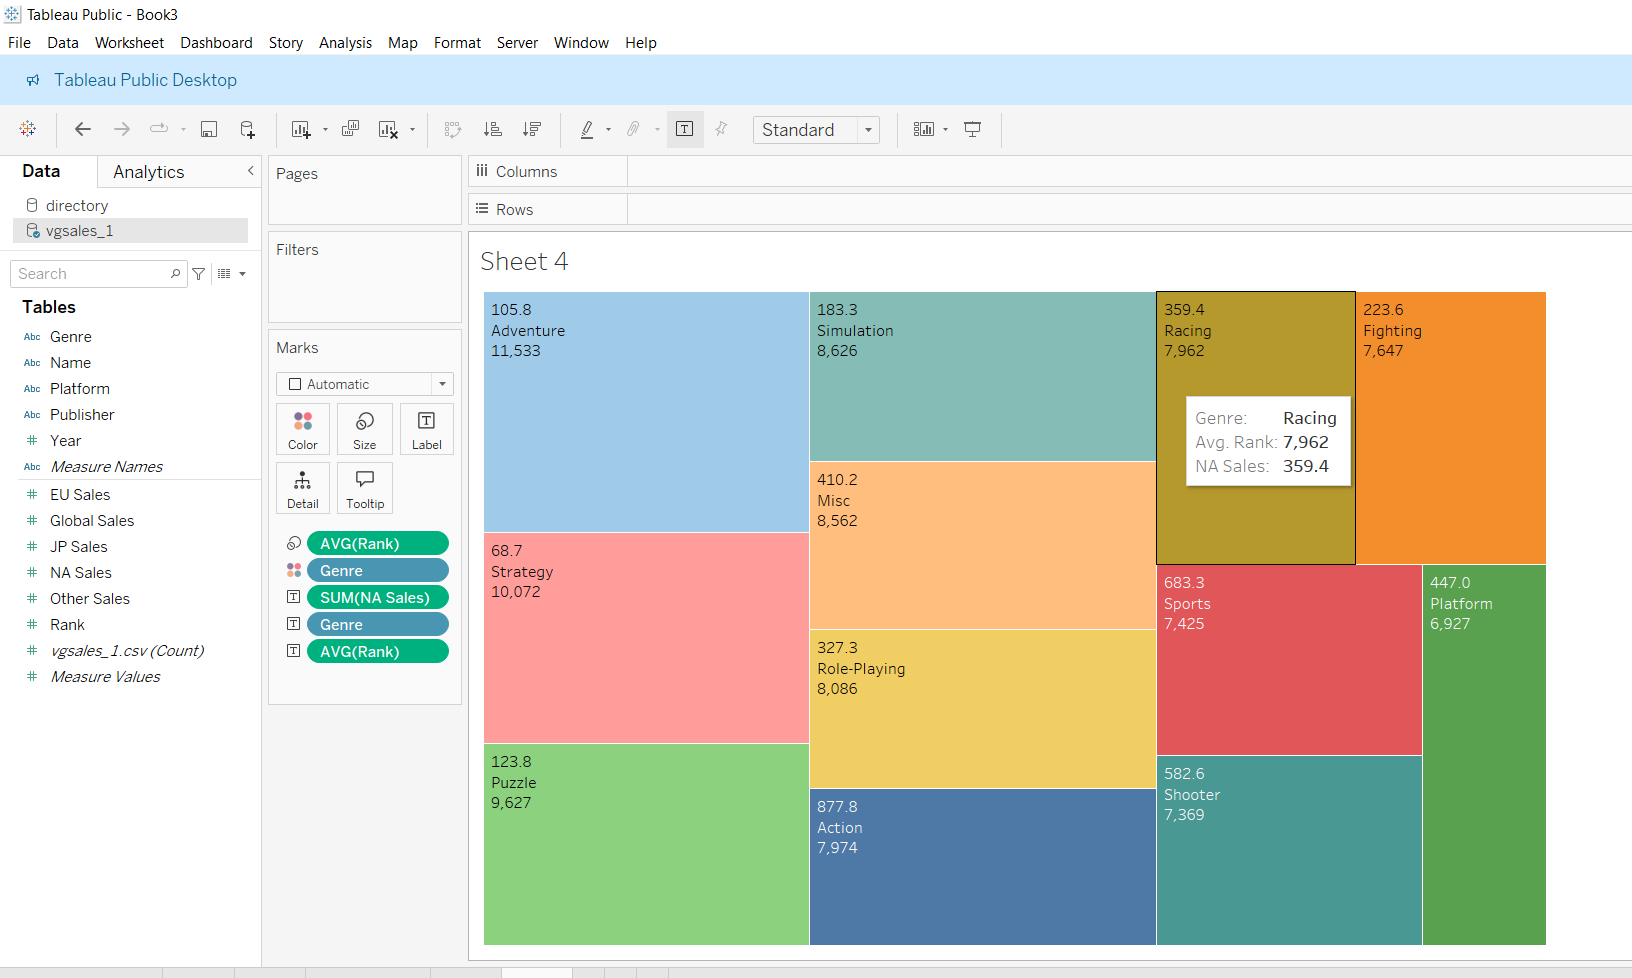 Tableau Public - Book3
File Data Worksheet Dashboard Story Analysis Map Format Server Window Help
Tableau Public Desktop
Standard
Data Analytics
directory
vgsales_1
Search
Tables
Abc Genre
Abc Name
Abc Platform
Abc Publisher
# Year
Abc Measure Names
# EU Sales
# Global Sales
# JP Sales
# NA Sales
# Other Sales
# Rank
# vgsales_1.csv (Count)
# Measure Values
Pages
Filters
Marks
Automatic
Color Size Label
Detail Tooltip
AVG(Rank)
Genre
SUM(NA Sales)
Genre
AVG(Rank)
Columns
Rows
Sheet 4
105.8
Adventure
11,533
68.7
Strategy
10,072
123.8
Puzzle
9,627
183.3
Simulation
8,626
410.2
Misc
8,562
327.3
Role-Playing
8,086
877.8
Action
7,974
359.4
Racing
7,962
Genre: Racing
Avg. Rank: 7,962
NA Sales: 359.4
223.6
Fighting
7,647
683.3
Sports
7,425
582.6
Shooter
7,369
447.0
Platform
6,927